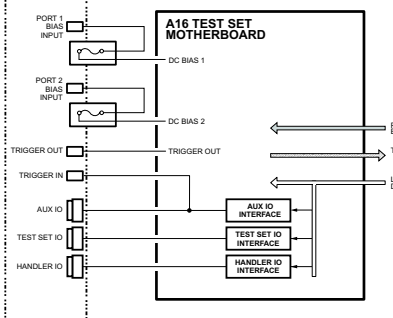 PORT 1
BIAS
INPUT
A16 TEST SET
MOTHERBOARD
DC BIAS 1
PORT 2
BIAS
INPUT
DC BIAS 2
TRIGGER OUT
TRIGGER OUT
TRIGGER IN
AUX IO
AUX IO
INTERFACE
TEST SET IO
TEST SET IO
INTERFACE
HANDLER IO
HANDLER IO
INTERFACE